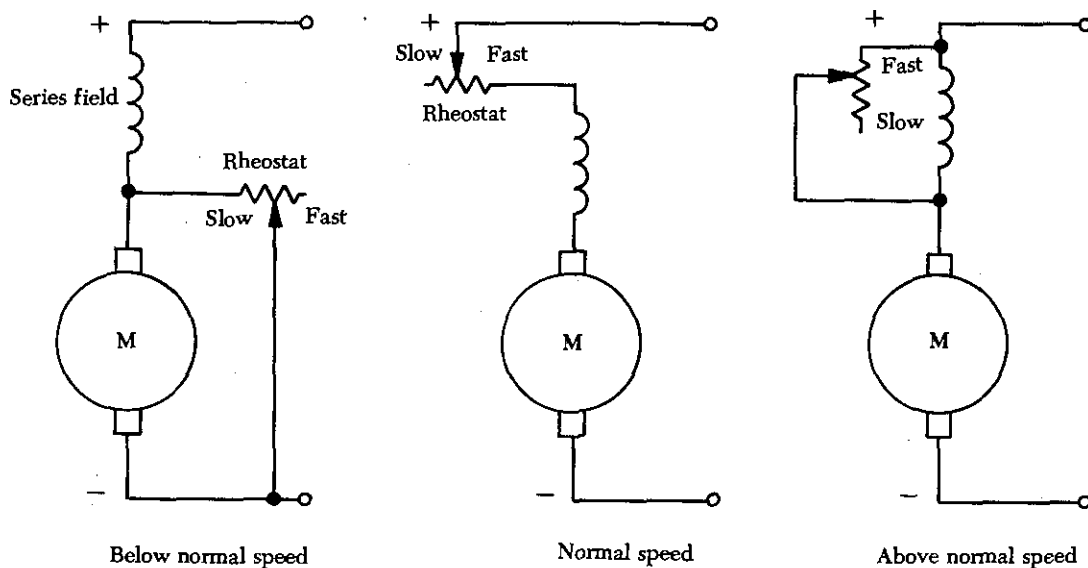 +
Series field
Rheostat
Slow
Fast
M
−
Below normal speed
+
Slow
Fast
Rheostat
M
−
Normal speed
+
Fast
Slow
M
−
Above normal speed